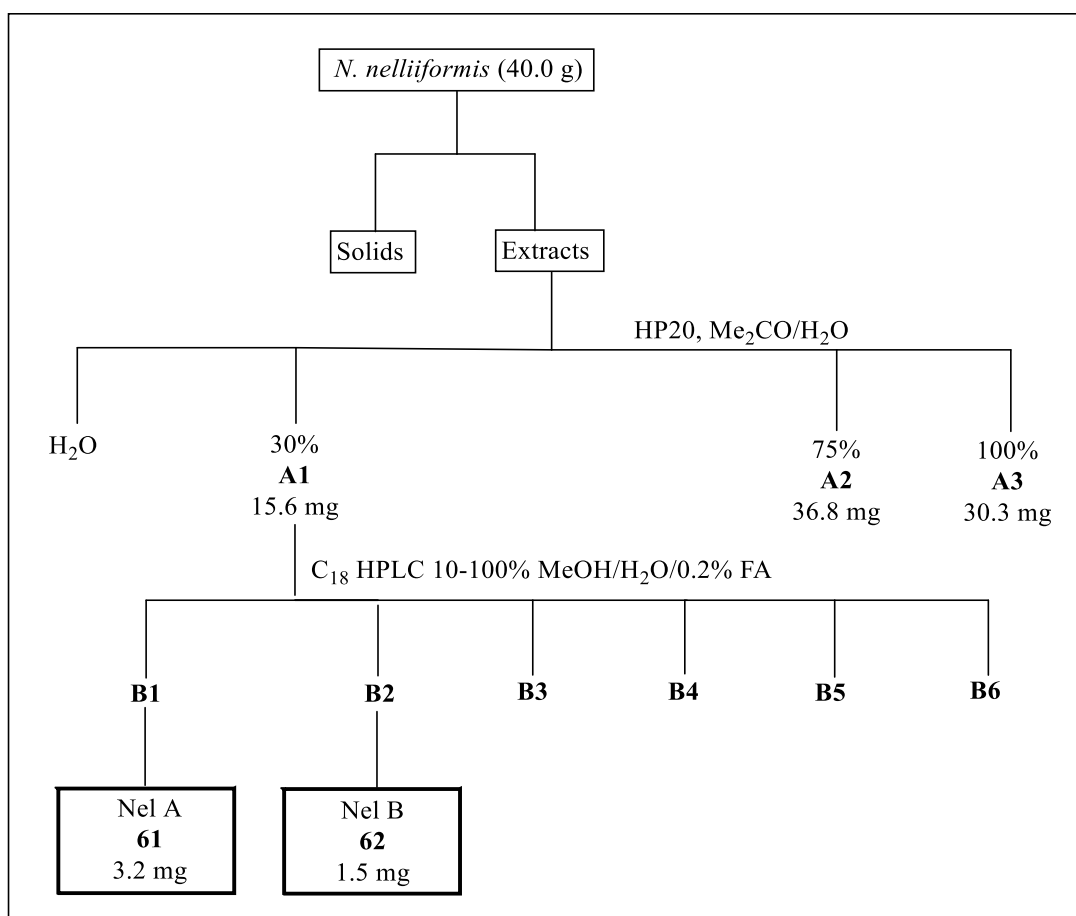 N. nelliiformis (40.0 g)
Solids
Extracts
HP20, Me₂CO/H₂O
H₂O
30%
A1
15.6 mg
75%
A2
36.8 mg
100%
A3
30.3 mg
C₁₈ HPLC 10-100% MeOH/H₂O/0.2% FA
B1
B2
B3
B4
B5
B6
Nel A
61
3.2 mg
Nel B
62
1.5 mg